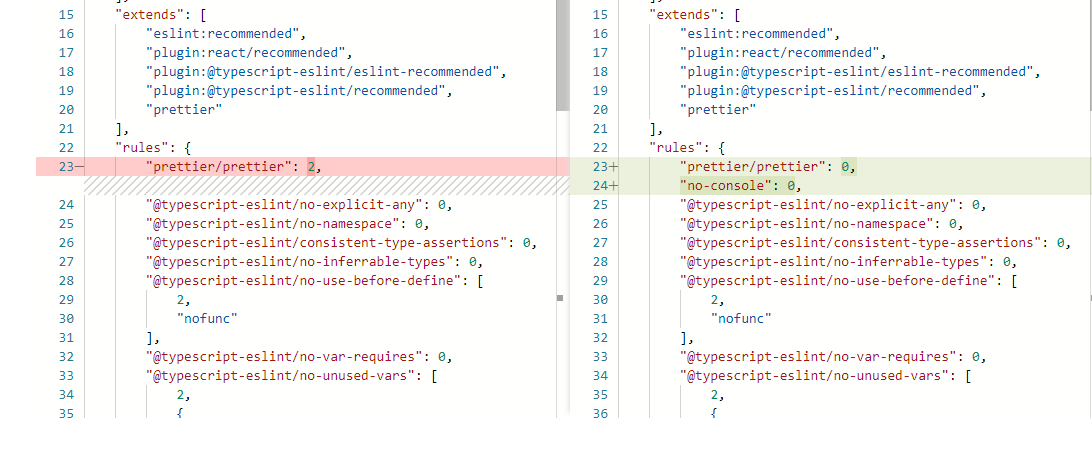 15 "extends": [
16 "eslint:recommended",
17 "plugin:react/recommended",
18 "plugin:@typescript-eslint/eslint-recommended",
19 "plugin:@typescript-eslint/recommended",
20 "prettier"
21 ],
22 "rules": {
23− "prettier/prettier": 2,
24 "@typescript-eslint/no-explicit-any": 0,
25 "@typescript-eslint/no-namespace": 0,
26 "@typescript-eslint/consistent-type-assertions": 0,
27 "@typescript-eslint/no-inferrable-types": 0,
28 "@typescript-eslint/no-use-before-define": [
29 2,
30 "nofunc"
31 ],
32 "@typescript-eslint/no-var-requires": 0,
33 "@typescript-eslint/no-unused-vars": [
34 2,
35 {
15 "extends": [
16 "eslint:recommended",
17 "plugin:react/recommended",
18 "plugin:@typescript-eslint/eslint-recommended",
19 "plugin:@typescript-eslint/recommended",
20 "prettier"
21 ],
22 "rules": {
23+ "prettier/prettier": 0,
24+ "no-console": 0,
25 "@typescript-eslint/no-explicit-any": 0,
26 "@typescript-eslint/no-namespace": 0,
27 "@typescript-eslint/consistent-type-assertions": 0,
28 "@typescript-eslint/no-inferrable-types": 0,
29 "@typescript-eslint/no-use-before-define": [
30 2,
31 "nofunc"
32 ],
33 "@typescript-eslint/no-var-requires": 0,
34 "@typescript-eslint/no-unused-vars": [
35 2,
36 {